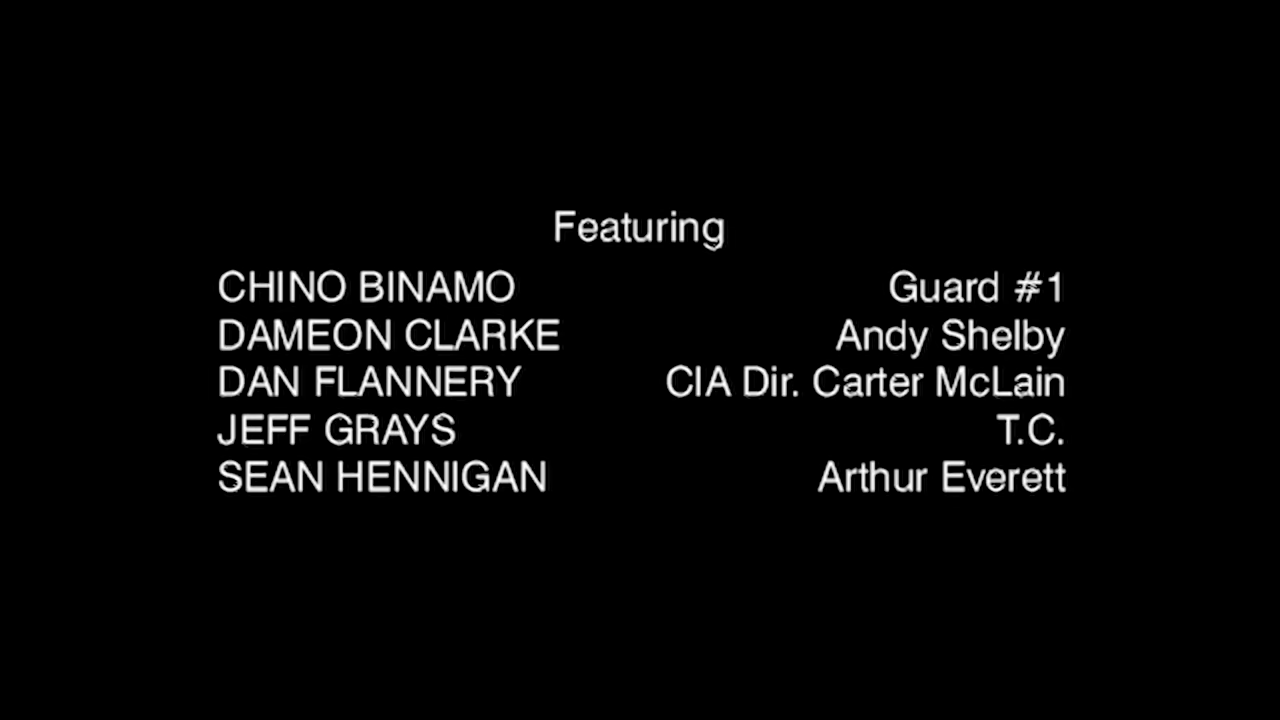 Featuring
CHINO BINAMO Guard #1
DAMEON CLARKE Andy Shelby
DAN FLANNERY CIA Dir. Carter McLain
JEFF GRAYS T.C.
SEAN HENNIGAN Arthur Everett